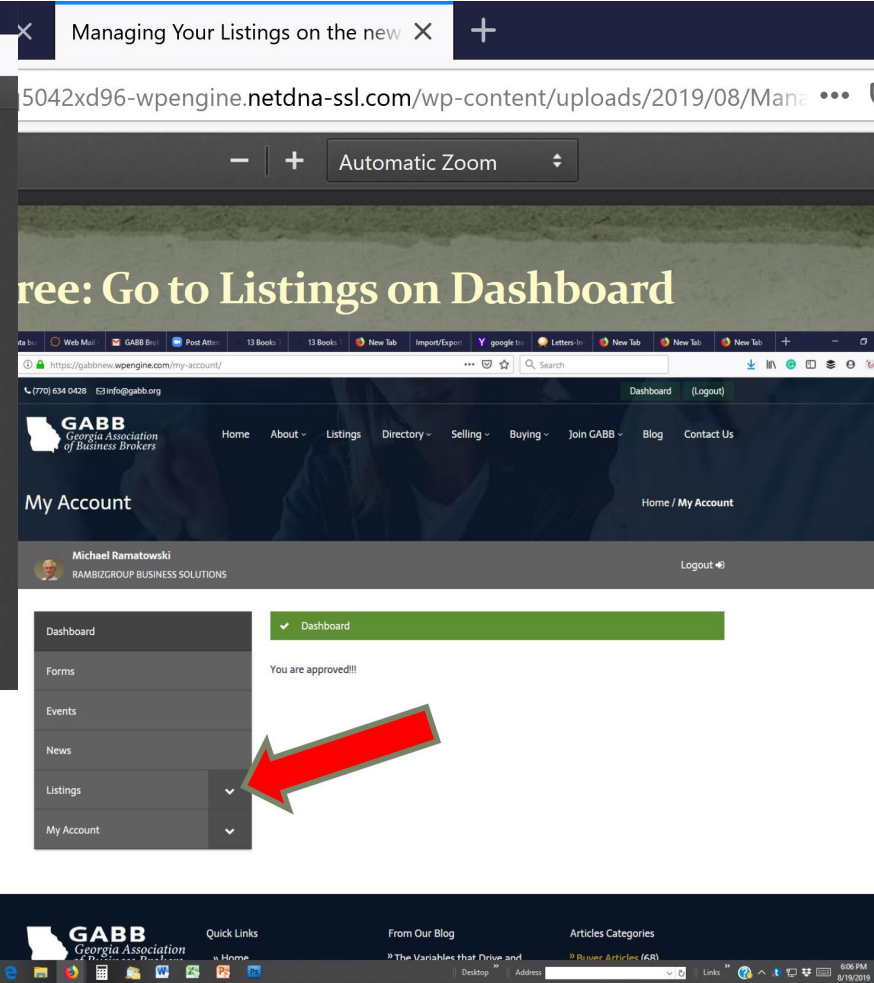 Managing Your Listings on the new
5042xd96-wpengine.netdna-ssl.com/wp-content/uploads/2019/08/Mana
Automatic Zoom
ree: Go to Listings on Dashboard
Web Mail GABB Brok Post Atten 13 Books 13 Books New Tab Import/Export google tra Letters-In New Tab New Tab New Tab
https://gabbnew.wpengine.com/my-account/ Search
(770) 634 0428 info@gabb.org Dashboard (Logout)
GABB
Georgia Association
of Business Brokers
Home About Listings Directory Selling Buying Join GABB Blog Contact Us
My Account Home / My Account
Michael Ramatowski
RAMBIZGROUP BUSINESS SOLUTIONS
Logout
Dashboard
Forms
Events
News
Listings
My Account
Dashboard
You are approved!!!
GABB
Georgia Association
of Business Brokers
Quick Links
» Home
From Our Blog
» The Variables that Drive and
Articles Categories
» Buyer Articles (68)
Desktop » Address Links » 6:06 PM
8/19/2019